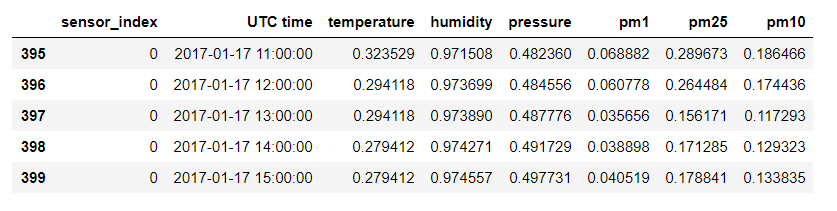 sensor_index UTC time temperature humidity pressure pm1 pm25 pm10
395 0 2017-01-17 11:00:00 0.323529 0.971508 0.482360 0.068882 0.289673 0.186466
396 0 2017-01-17 12:00:00 0.294118 0.973699 0.484556 0.060778 0.264484 0.174436
397 0 2017-01-17 13:00:00 0.294118 0.973890 0.487776 0.035656 0.156171 0.117293
398 0 2017-01-17 14:00:00 0.279412 0.974271 0.491729 0.038898 0.171285 0.129323
399 0 2017-01-17 15:00:00 0.279412 0.974557 0.497731 0.040519 0.178841 0.133835